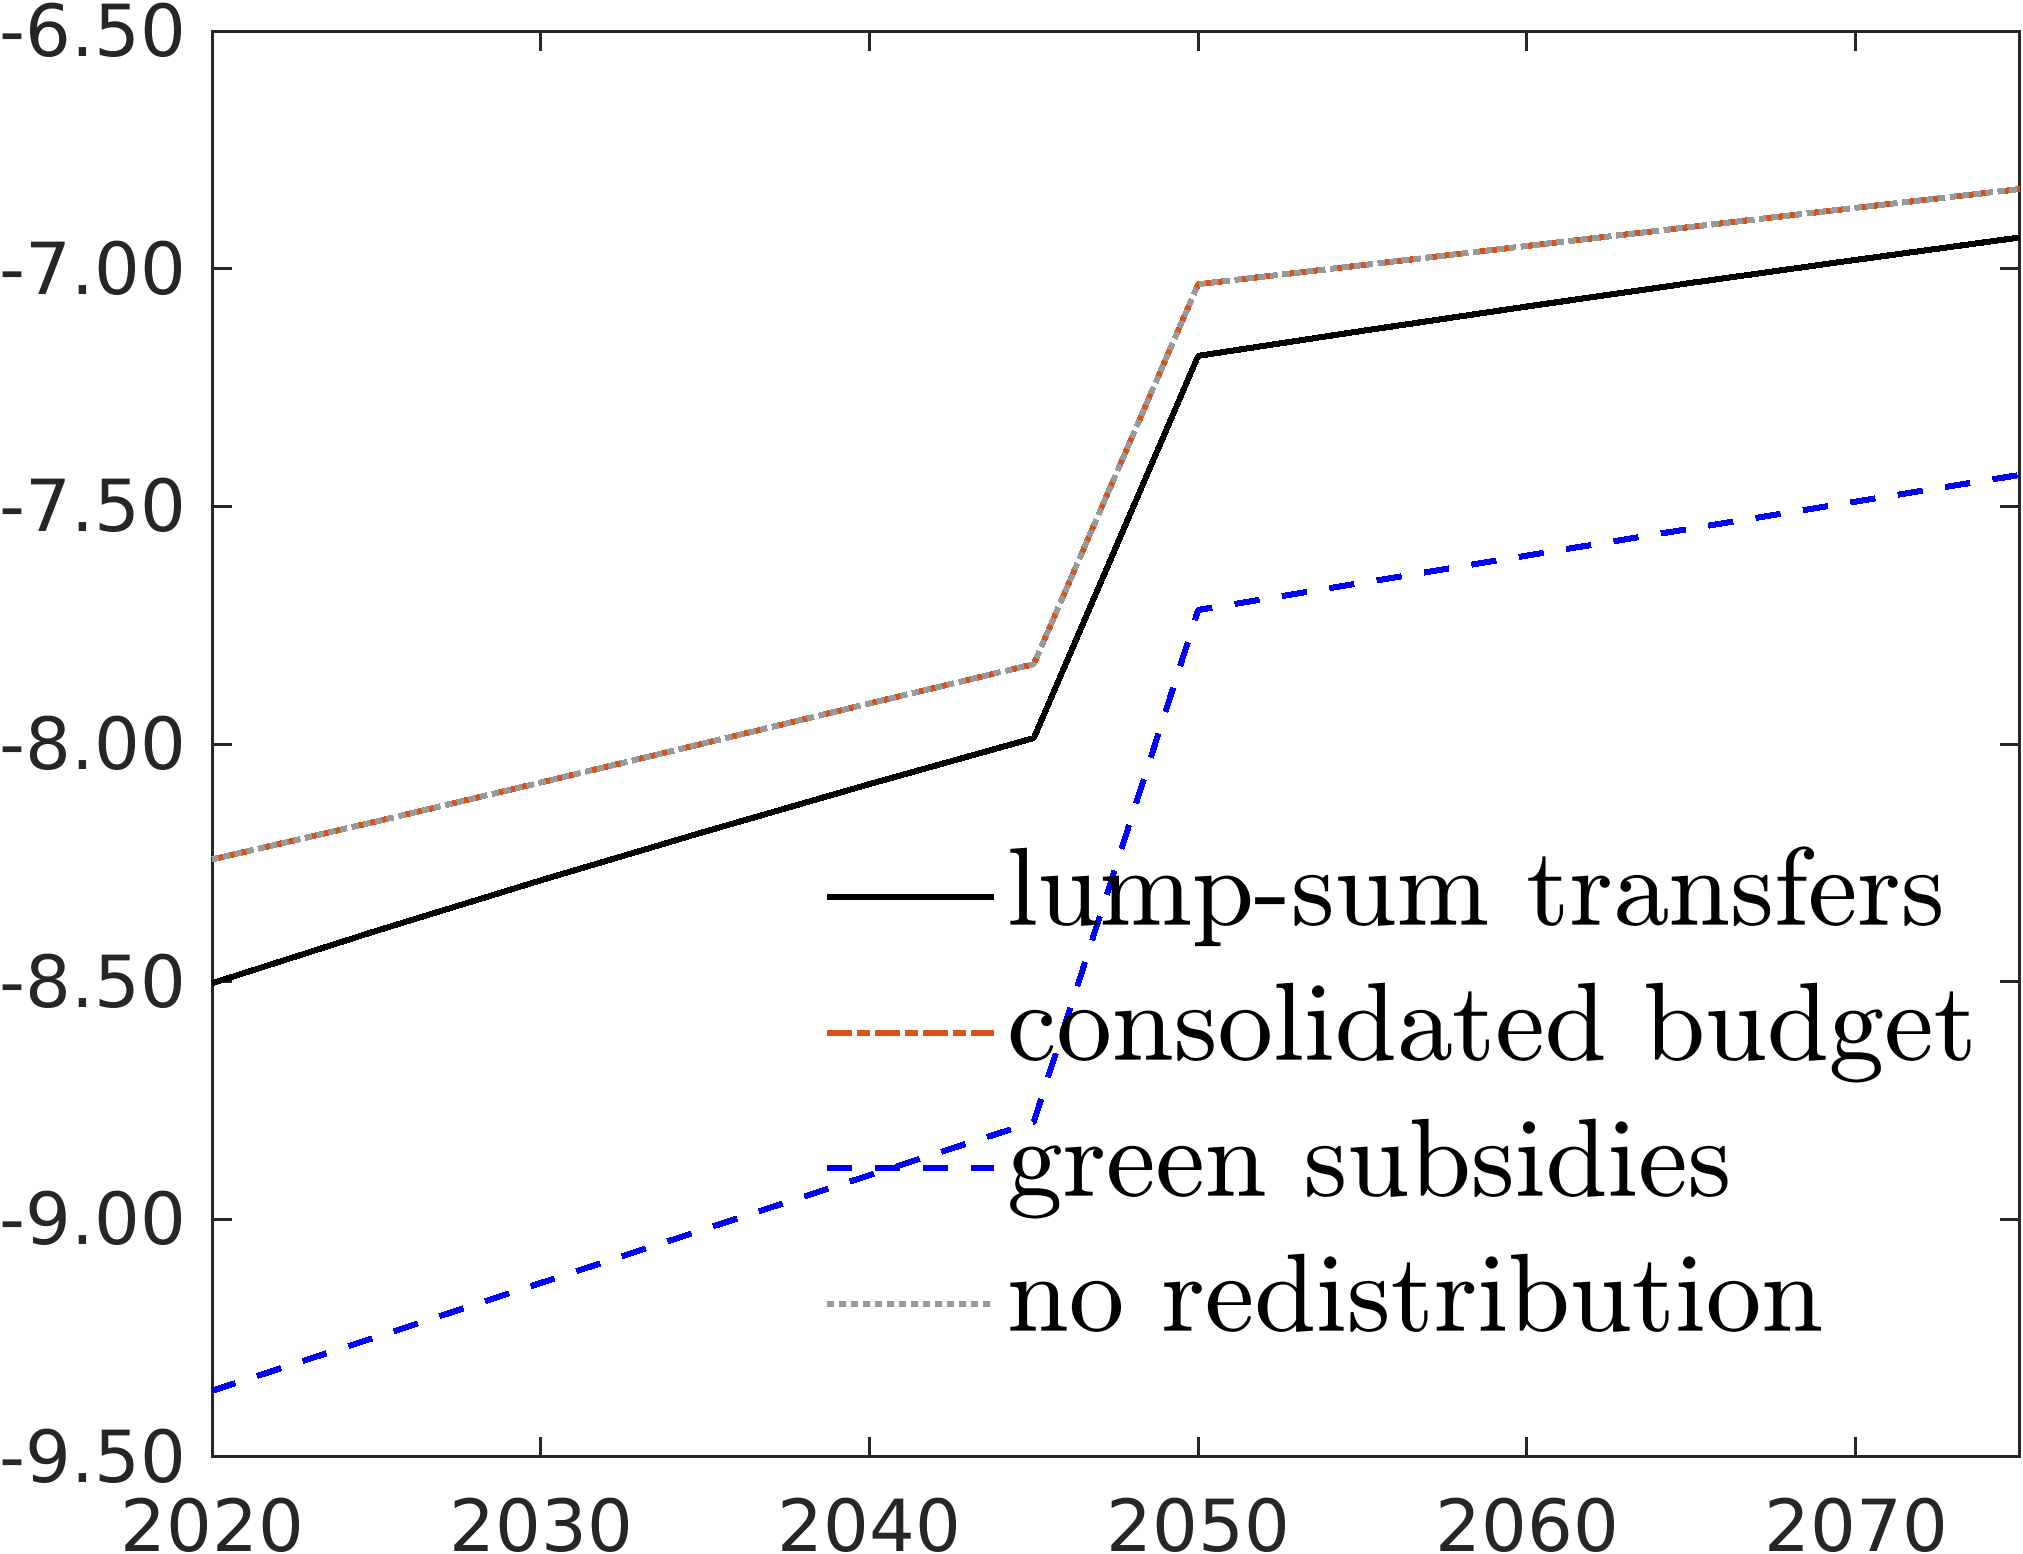 -6.50
-7.00
-7.50
-8.00
-8.50
-9.00
-9.50
lump-sum transfers
consolidated budget
green subsidies
no redistribution
2020 2030 2040 2050 2060 2070